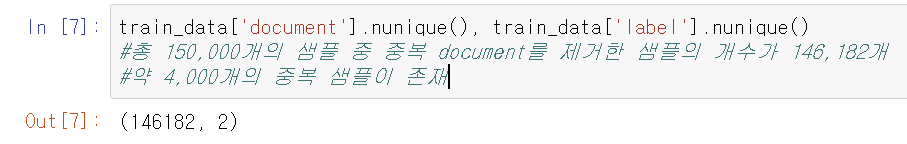 In [7]: train_data['document'].nunique(), train_data['label'].nunique()
#총 150,000개의 샘플 중 중복 document를 제거한 샘플의 개수가 146,182개
#약 4,000개의 중복 샘플이 존재
Out[7]: (146182, 2)